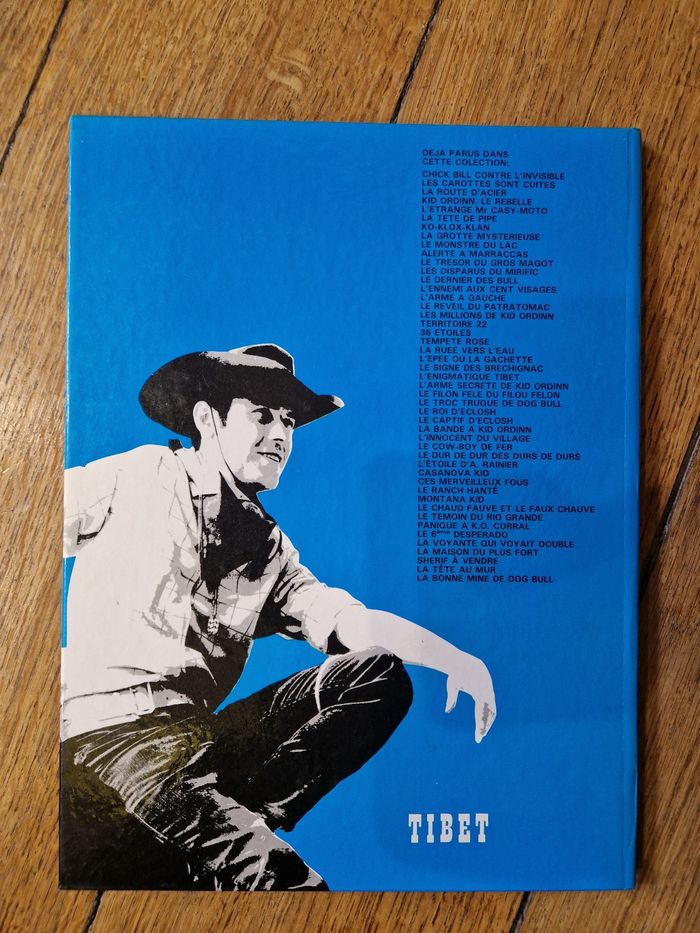 DEJA PARUS DANS
CETTE COLECTION:
CHICK BILL CONTRE L'INVISIBLE
LES CAROTTES SONT CUITES
LA ROUTE D'ACIER
KID ORDINN, LE REBELLE
L'ETRANGE Mr CASY-MOTO
LA TETE DE PIPE
KO-KLOX-KLAN
LA GROTTE MYSTERIEUSE
LE MONSTRE DU LAC
ALERTE A MARRACCAS
LE TRESOR DU GROS MAGOT
LES DISPARUS DU MIRIFIC
LE DERNIER DES BULL
L'ENNEMI AUX CENT VISAGES
L'ARME A GAUCHE
LE REVEIL DU PATRATOMAC
LES MILLIONS DE KID ORDINN
TERRITOIRE 22
36 ETOILES
TEMPETE ROSE
LA RUEE VERS L'EAU
L'EPEE OU LA GACHETTE
LE SIGNE DES BRECHIGNAC
L'ENIGMATIQUE TIBET
L'ARME SECRETE DE KID ORDINN
LE FILON FELE DU FILOU FELON
LE TROC TRUQUE DE DOG BULL
LE ROI D'ECLOSH
LE CAPTIF D'ECLOSH
LA BANDE A KID ORDINN
L'INNOCENT DU VILLAGE
LE COW-BOY DE FER
LE DUR DE DUR DES DURS DE DURS
L'ÉTOILE D'A. RAINIER
CASANOVA KID
CES MERVEILLEUX FOUS
LE RANCH HANTÉ
MONTANA KID
LE CHAUD FAUVE ET LE FAUX CHAUVE
LE TEMOIN DU RIO GRANDE
PANIQUE A K.O. CORRAL
LE 6ème DESPERADO
LA VOYANTE QUI VOYAIT DOUBLE
LA MAISON DU PLUS FORT
SHERIF À VENDRE
LA TÊTE AU MUR
LA BONNE MINE DE DOG BULL
TIBET